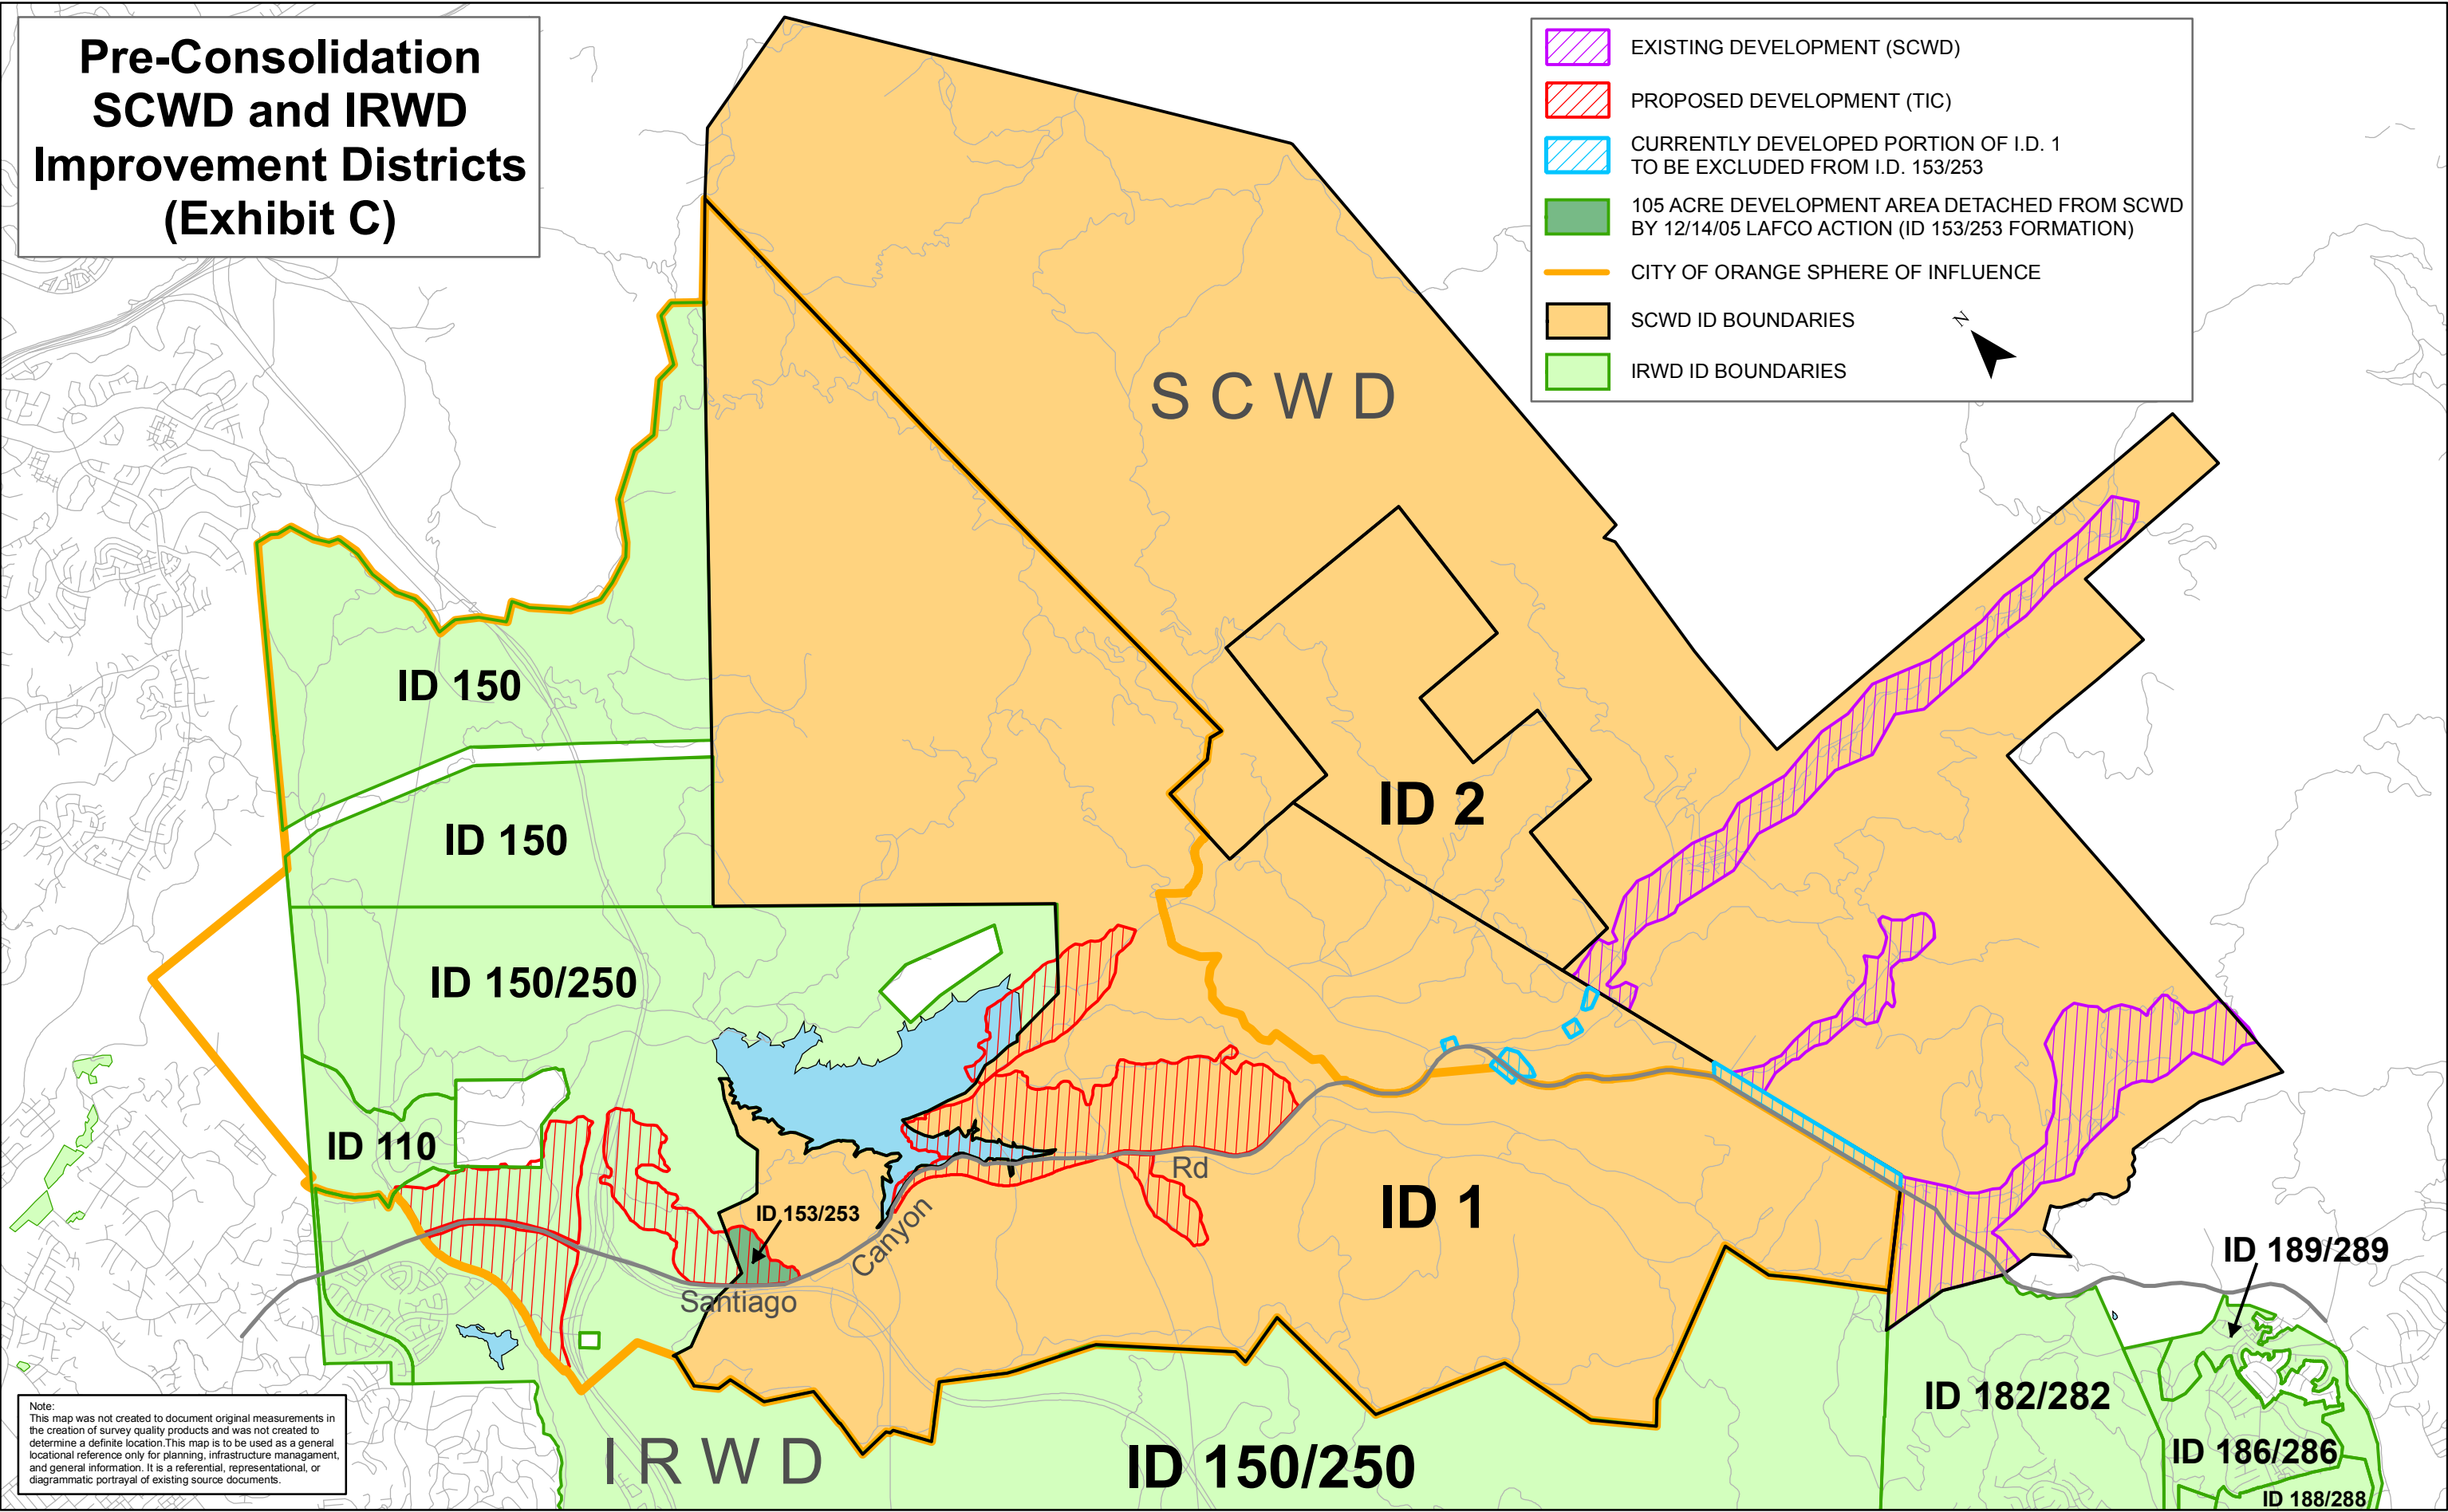 Pre-Consolidation
SCWD and IRWD
Improvement Districts
(Exhibit C)
EXISTING DEVELOPMENT (SCWD)
PROPOSED DEVELOPMENT (TIC)
CURRENTLY DEVELOPED PORTION OF I.D. 1
TO BE EXCLUDED FROM I.D. 153/253
105 ACRE DEVELOPMENT AREA DETACHED FROM SCWD
BY 12/14/05 LAFCO ACTION (ID 153/253 FORMATION)
CITY OF ORANGE SPHERE OF INFLUENCE
SCWD ID BOUNDARIES
N
IRWD ID BOUNDARIES
SCWD
ID 150
ID 2
ID 150
ID 150/250
ID 110
Rd
ID 1
ID 153/253
Canyon
Santiago
ID 189/289
ID 182/282
ID 186/286
IRWD
ID 150/250
ID 188/288
Note:
This map was not created to document original measurements in
the creation of survey quality products and was not created to
determine a definite location.This map is to be used as a general
locational reference only for planning, infrastructure managament,
and general information. It is a referential, representational, or
diagrammatic portrayal of existing source documents.